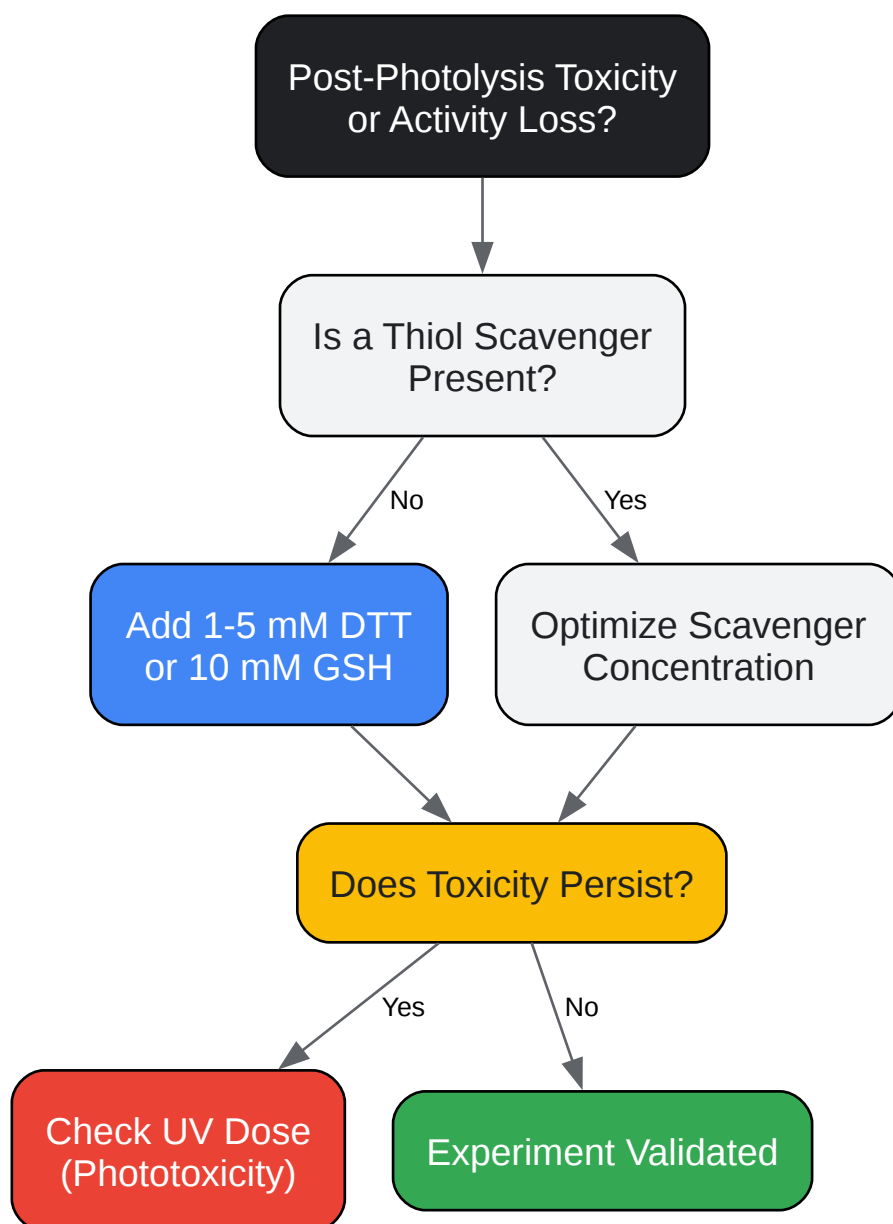 Post-Photolysis Toxicity
or Activity Loss?
Is a Thiol Scavenger
Present?
No
Yes
Add 1-5 mM DTT
or 10 mM GSH
Optimize Scavenger
Concentration
Does Toxicity Persist?
Yes
No
Check UV Dose
(Phototoxicity)
Experiment Validated